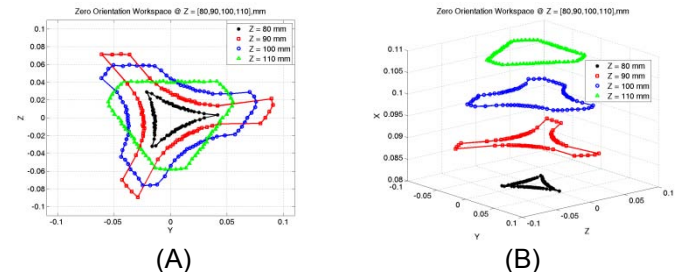 Zero Orientation Workspace @ Z = [80,90,100,110],mm
0.1
0.08
0.06
0.04
0.02
0
-0.02
-0.04
-0.06
-0.08
-0.1
Z
-0.1
-0.05
0
0.05
0.1
Y
Z = 80 mm
Z = 90 mm
Z = 100 mm
Z = 110 mm
(A)
Zero Orientation Workspace @ Z = [80,90,100,110],mm
0.11
0.105
0.1
0.095
0.09
0.085
0.08
X
-0.1
-0.05
0
0.05
0.1
Y
-0.1
-0.05
0
0.05
0.1
Z
Z = 80 mm
Z = 90 mm
Z = 100 mm
Z = 110 mm
(B)